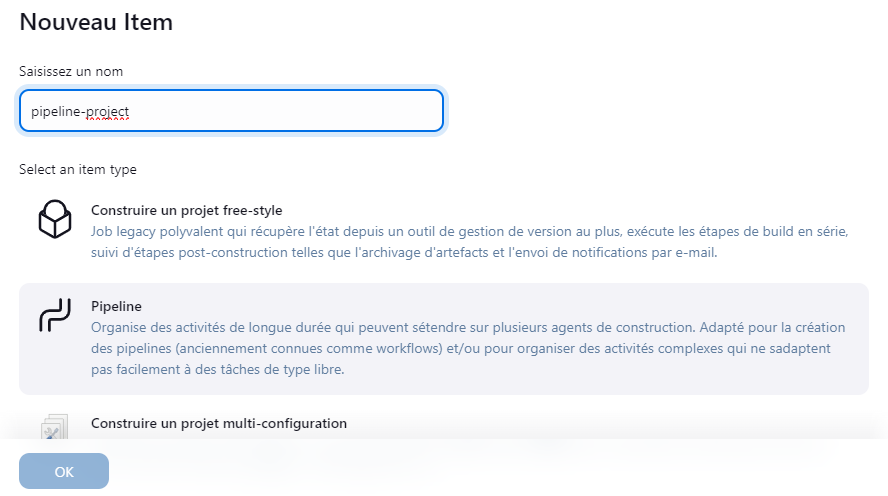 Nouveau Item
Saisissez un nom
pipeline-project
Select an item type
Construire un projet free-style
Job legacy polyvalent qui récupère l'état depuis un outil de gestion de version au plus, exécute les étapes de build en série,
suivi d'étapes post-construction telles que l'archivage d'artefacts et l'envoi de notifications par e-mail.
Pipeline
Organise des activités de longue durée qui peuvent sétendre sur plusieurs agents de construction. Adapté pour la création
des pipelines (anciennement connues comme workflows) et/ou pour organiser des activités complexes qui ne sadaptent
pas facilement à des tâches de type libre.
Construire un projet multi-configuration
OK